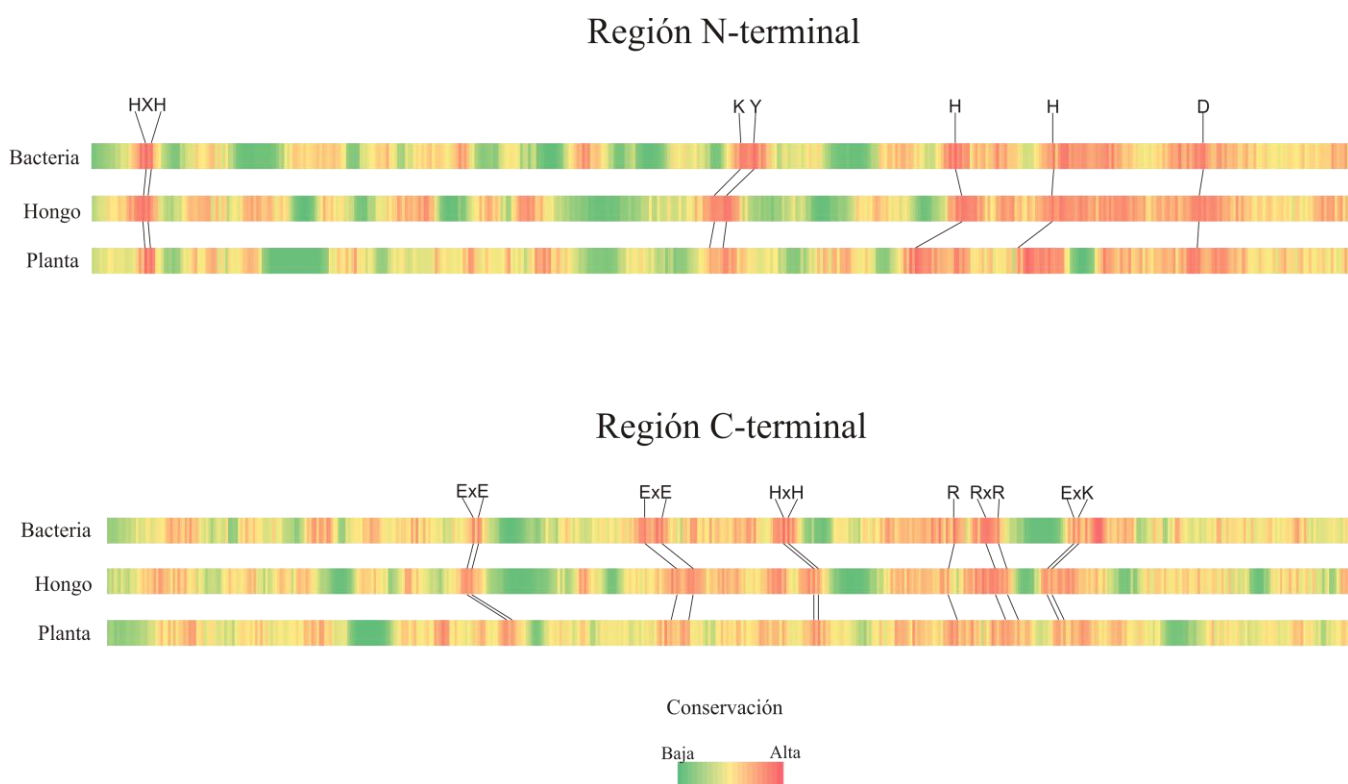 Región N-terminal
HXH K Y H H D
Bacteria
Hongo
Planta
Región C-terminal
ExE ExE HxH R RxR ExK
Bacteria
Hongo
Planta
Conservación
Baja Alta